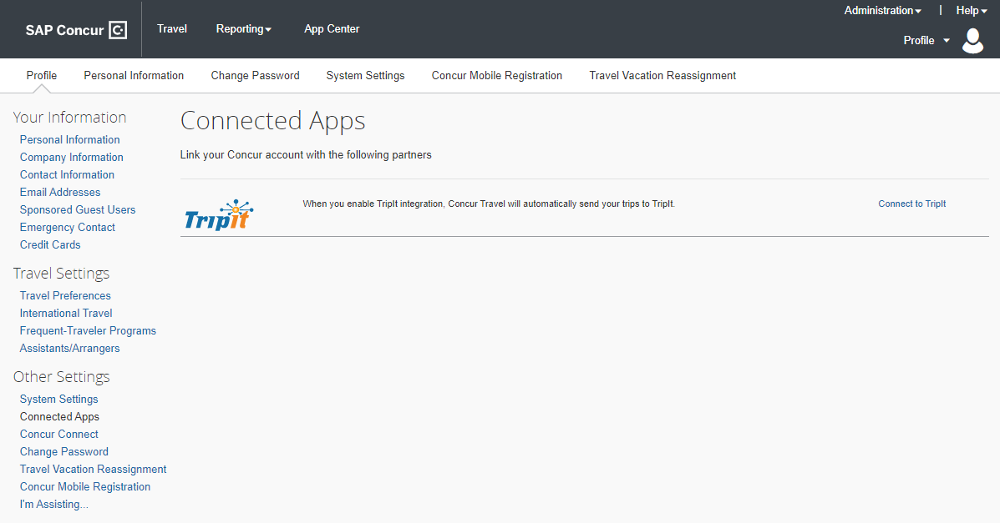 SAP Concur C
Travel
Reporting
App Center
Administration
|
Help
Profile
Profile
Personal Information
Change Password
System Settings
Concur Mobile Registration
Travel Vacation Reassignment
Your Information
Personal Information
Company Information
Contact Information
Email Addresses
Sponsored Guest Users
Emergency Contact
Credit Cards
Travel Settings
Travel Preferences
International Travel
Frequent-Traveler Programs
Assistants/Arrangers
Other Settings
System Settings
Connected Apps
Concur Connect
Change Password
Travel Vacation Reassignment
Concur Mobile Registration
I'm Assisting...
Connected Apps
Link your Concur account with the following partners
TripIt
When you enable TripIt integration, Concur Travel will automatically send your trips to TripIt.
Connect to TripIt